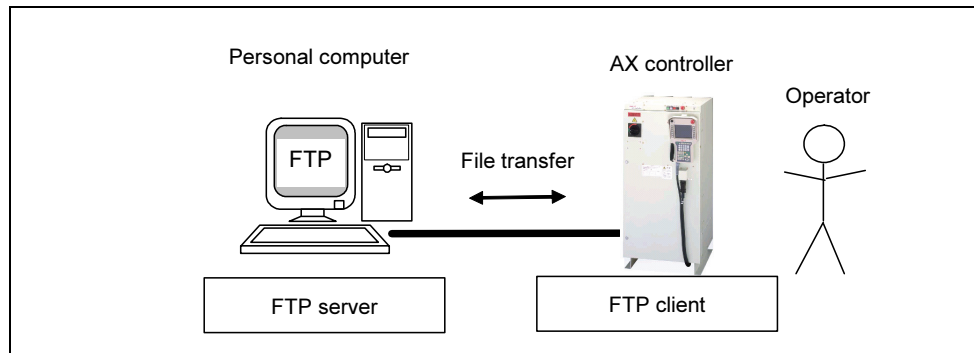 Personal computer
AX controller
Operator
FTP
File transfer
FTP server
FTP client